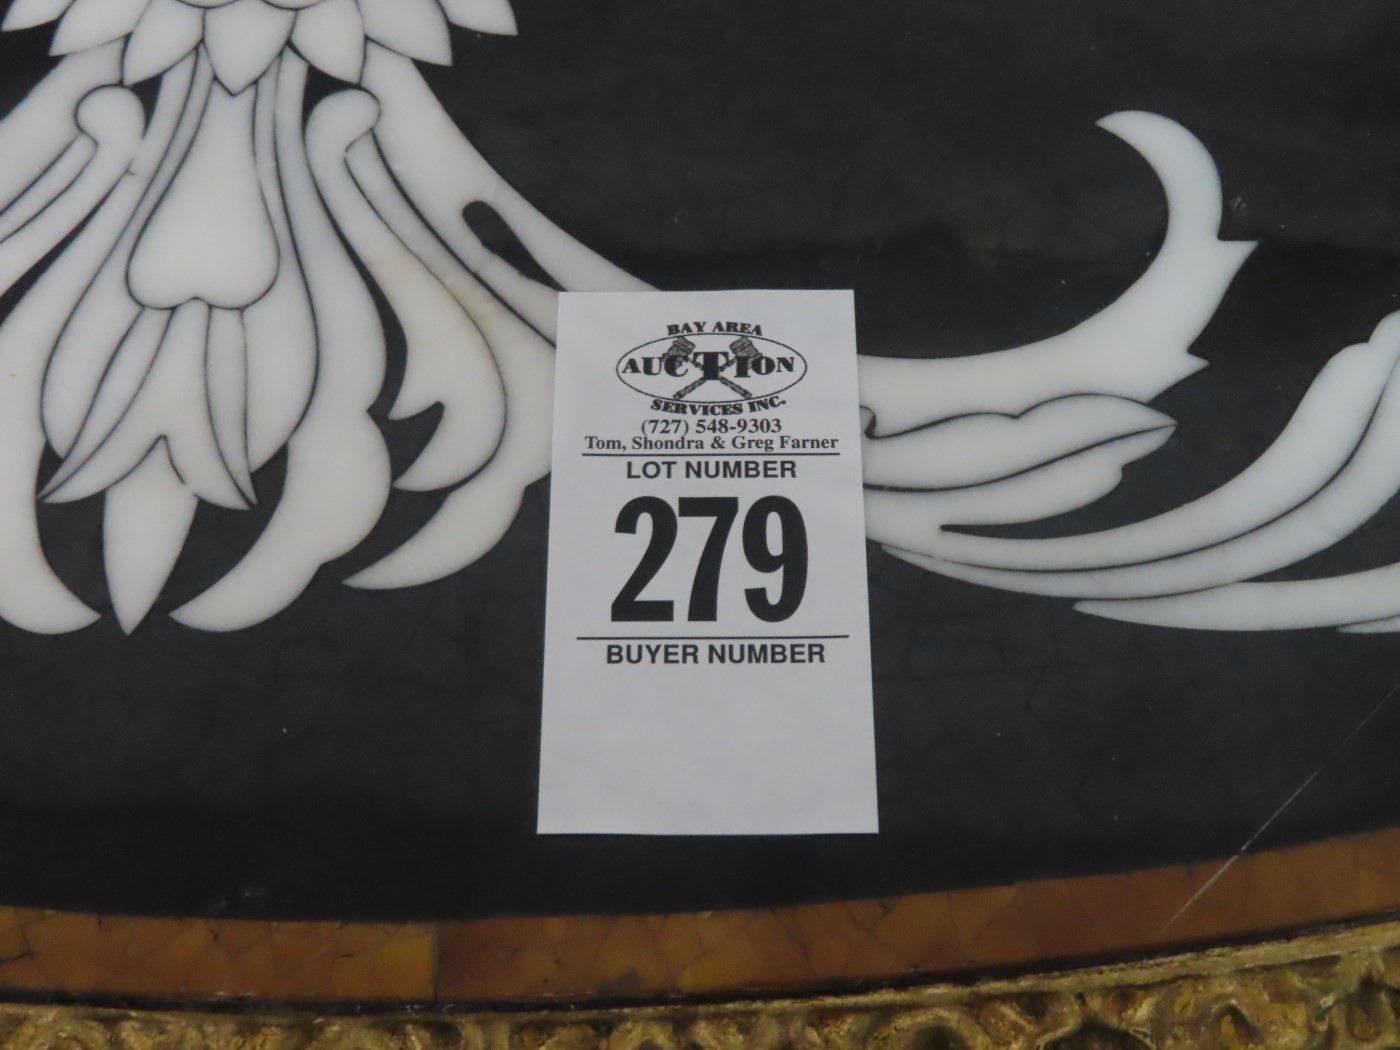 BAY AREA
AUCTION
SERVICES INC.
(727) 548-9303
Tom, Shondra & Greg Farner
LOT NUMBER
279
BUYER NUMBER